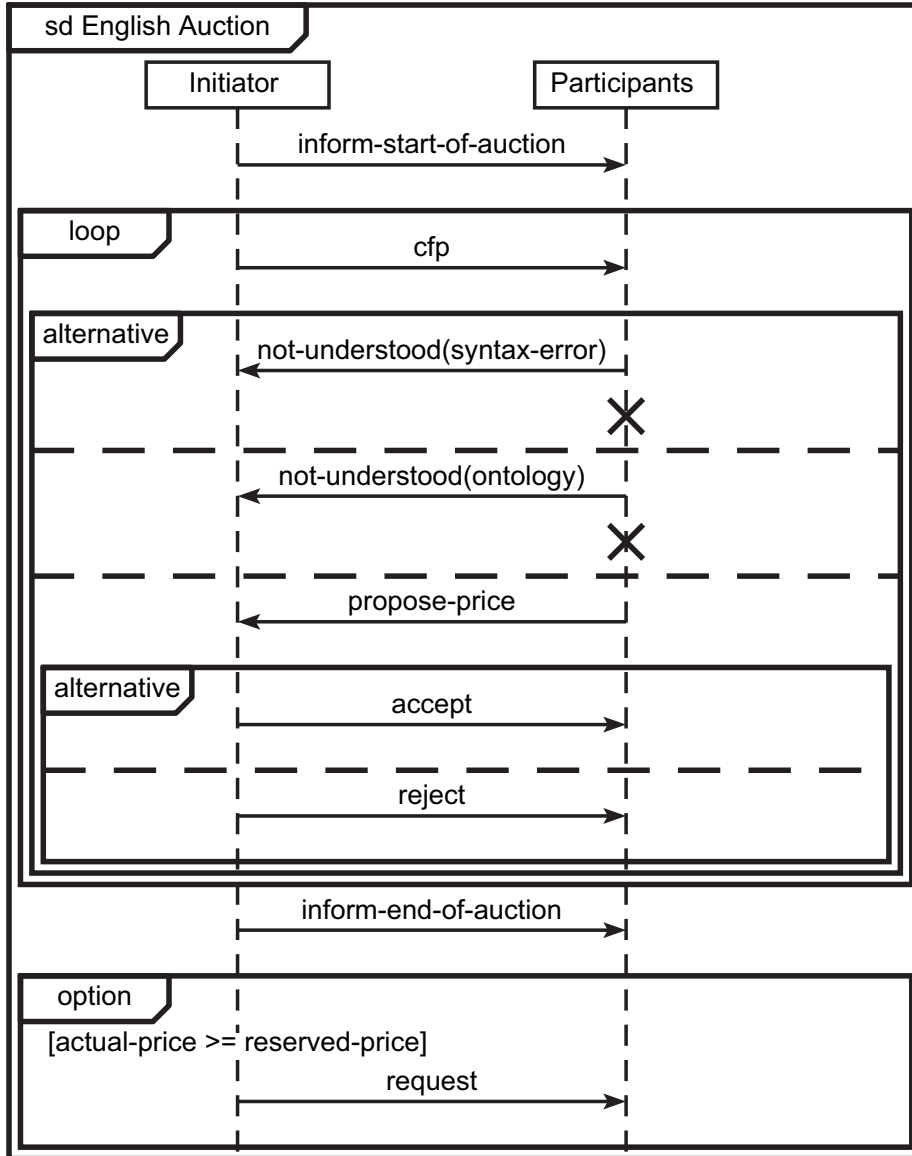 sd English Auction
Initiator
Participants
inform-start-of-auction
loop
cfp
alternative
not-understood(syntax-error)
not-understood(ontology)
propose-price
alternative
accept
reject
inform-end-of-auction
option
[actual-price >= reserved-price]
request